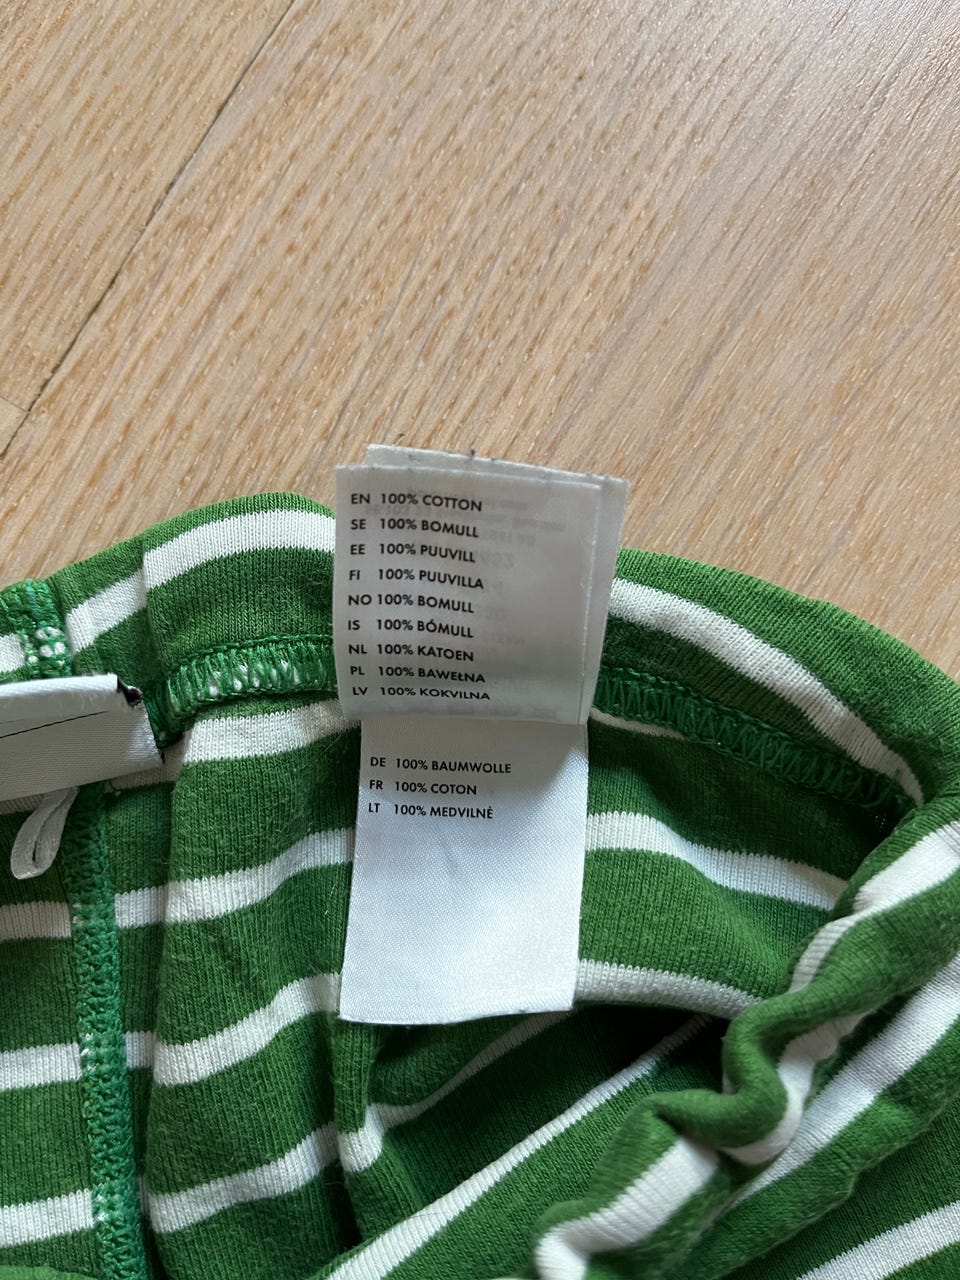 EN 100% COTTON
SE 100% BOMULL
EE 100% PUUVILL
FI 100% PUUVILLA
NO 100% BOMULL
IS 100% BÓMULL
NL 100% KATOEN
PL 100% BAWEŁNA
LV 100% KOKVILNA
DE 100% BAUMWOLLE
FR 100% COTON
LT 100% MEDVILNĖ